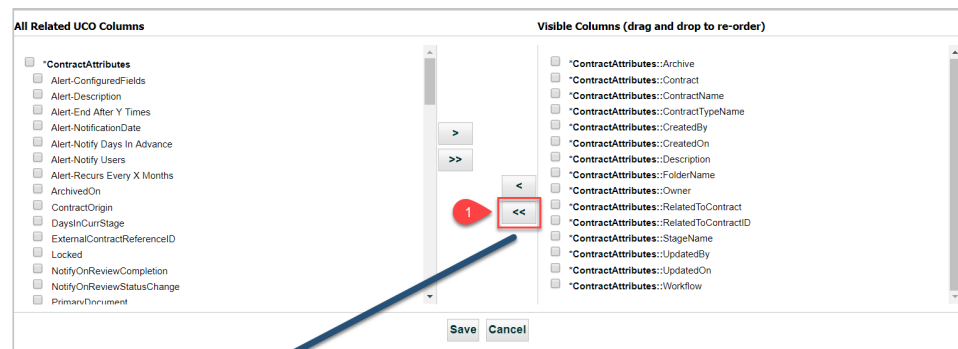 All Related UCO Columns
*ContractAttributes
Alert-ConfiguredFields
Alert-Description
Alert-End After Y Times
Alert-NotificationDate
Alert-Notify Days In Advance
Alert-Notify Users
Alert-Recurs Every X Months
ArchivedOn
ContractOrigin
DaysInCurrStage
ExternalContractReferenceID
Locked
NotifyOnReviewCompletion
NotifyOnReviewStatusChange
PrimaryDocument
>
>>
<
1 <<
Visible Columns (drag and drop to re-order)
*ContractAttributes::Archive
*ContractAttributes::Contract
*ContractAttributes::ContractName
*ContractAttributes::ContractTypeName
*ContractAttributes::CreatedBy
*ContractAttributes::CreatedOn
*ContractAttributes::Description
*ContractAttributes::FolderName
*ContractAttributes::Owner
*ContractAttributes::RelatedToContract
*ContractAttributes::RelatedToContractID
*ContractAttributes::StageName
*ContractAttributes::UpdatedBy
*ContractAttributes::UpdatedOn
*ContractAttributes::Workflow
Save Cancel